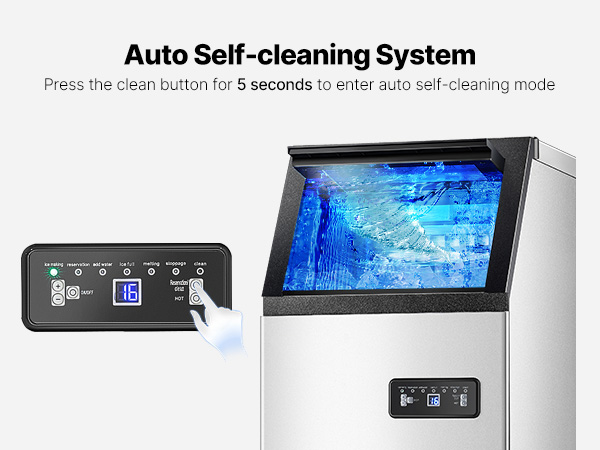 Auto Self-cleaning System
Press the clean button for 5 seconds to enter auto self-cleaning mode
ice making reservation add water ice full melting stoppage clean
ON/OFF
16
HOT
16